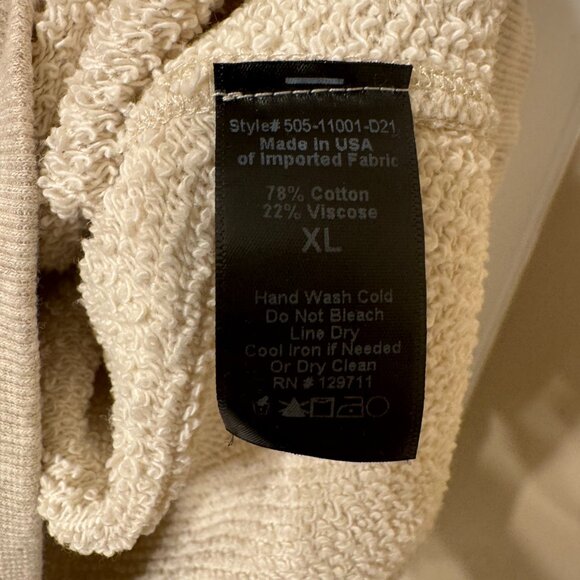 Style# 505-11001-D21
Made in USA
of Imported Fabric
78% Cotton
22% Viscose
XL
Hand Wash Cold
Do Not Bleach
Line Dry
Cool Iron if Needed
Or Dry Clean
RN # 129711